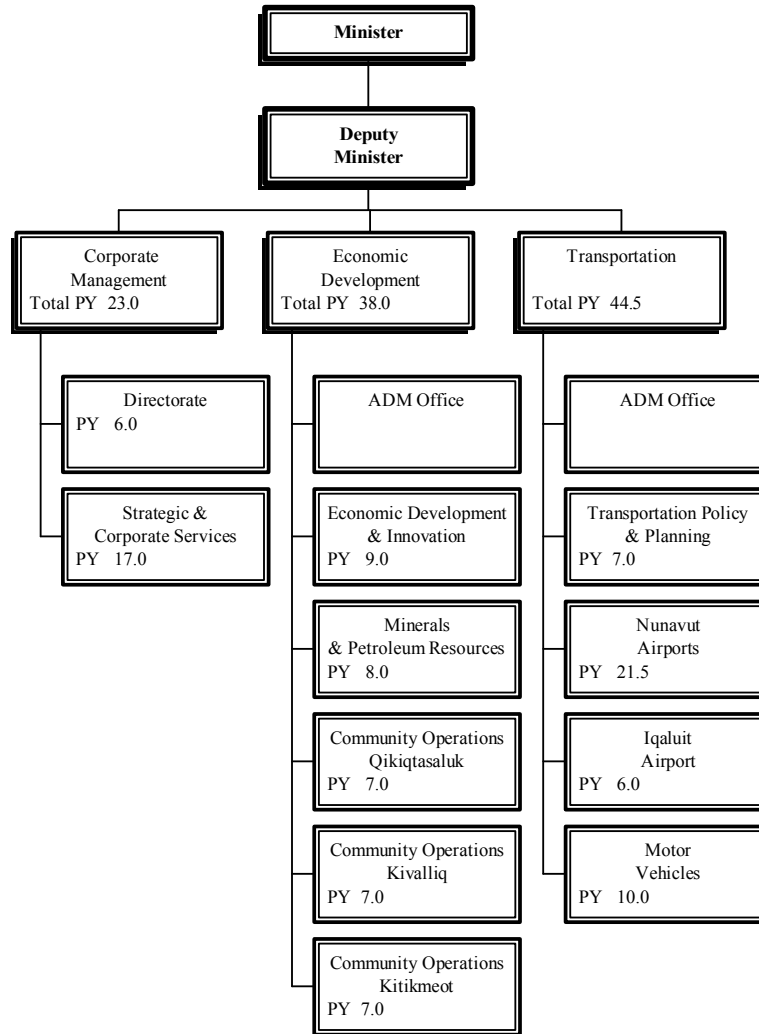 Minister
Deputy
Minister
Corporate
Management
Total PY 23.0
Economic
Development
Total PY 38.0
Transportation
Total PY 44.5
Directorate
PY 6.0
Strategic &
Corporate Services
PY 17.0
ADM Office
Economic Development
& Innovation
PY 9.0
Minerals
& Petroleum Resources
PY 8.0
Community Operations
Qikiqtasaluk
PY 7.0
Community Operations
Kivalliq
PY 7.0
Community Operations
Kitikmeot
PY 7.0
ADM Office
Transportation Policy
& Planning
PY 7.0
Nunavut
Airports
PY 21.5
Iqaluit
Airport
PY 6.0
Motor
Vehicles
PY 10.0